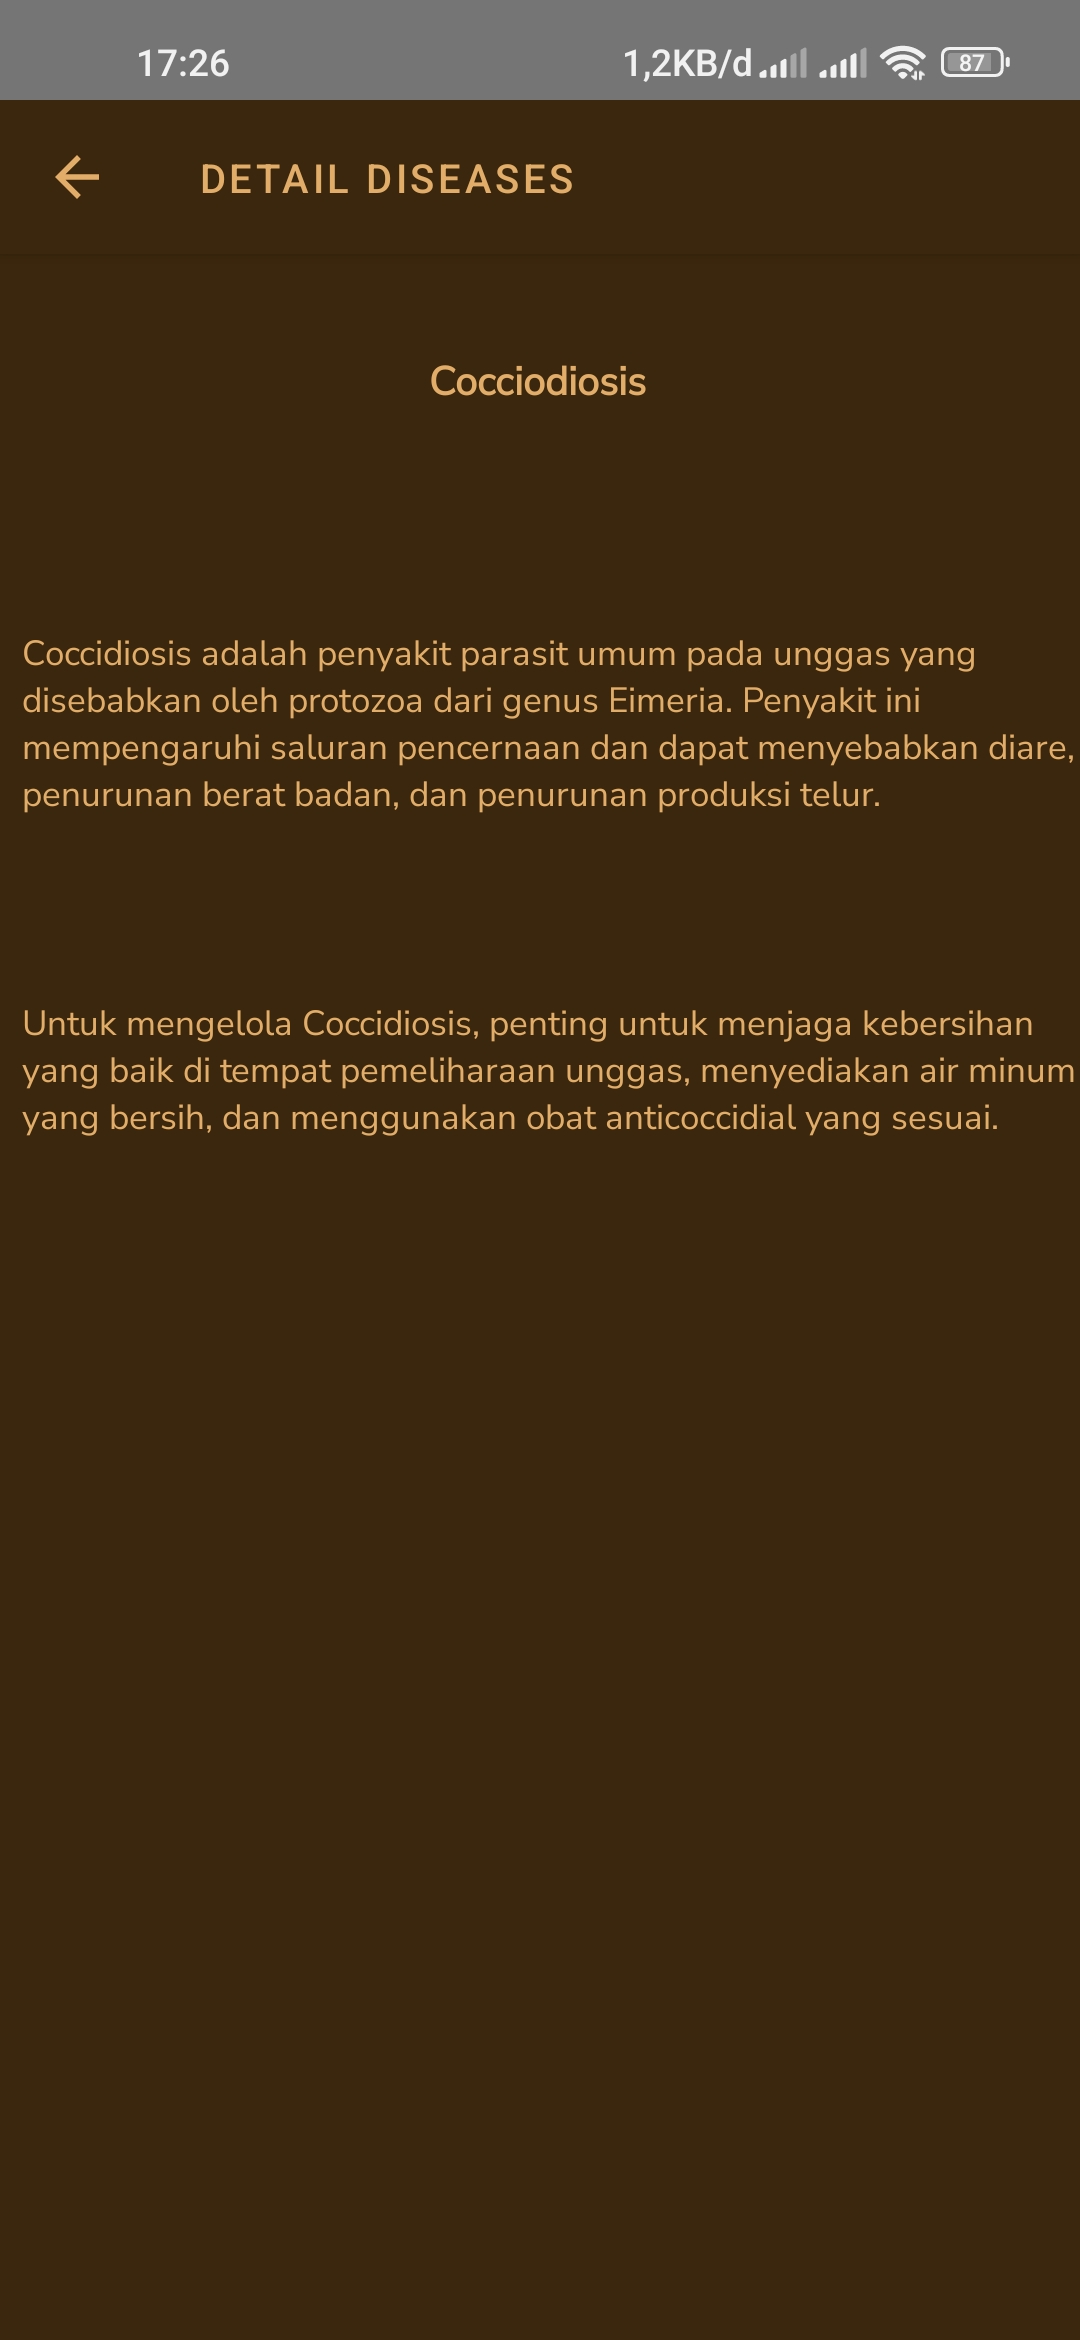 17:26
1,2KB/d
87
DETAIL DISEASES
Cocciodiosis
Coccidiosis adalah penyakit parasit umum pada unggas yang
disebabkan oleh protozoa dari genus Eimeria. Penyakit ini
mempengaruhi saluran pencernaan dan dapat menyebabkan diare,
penurunan berat badan, dan penurunan produksi telur.
Untuk mengelola Coccidiosis, penting untuk menjaga kebersihan
yang baik di tempat pemeliharaan unggas, menyediakan air minum
yang bersih, dan menggunakan obat anticoccidial yang sesuai.